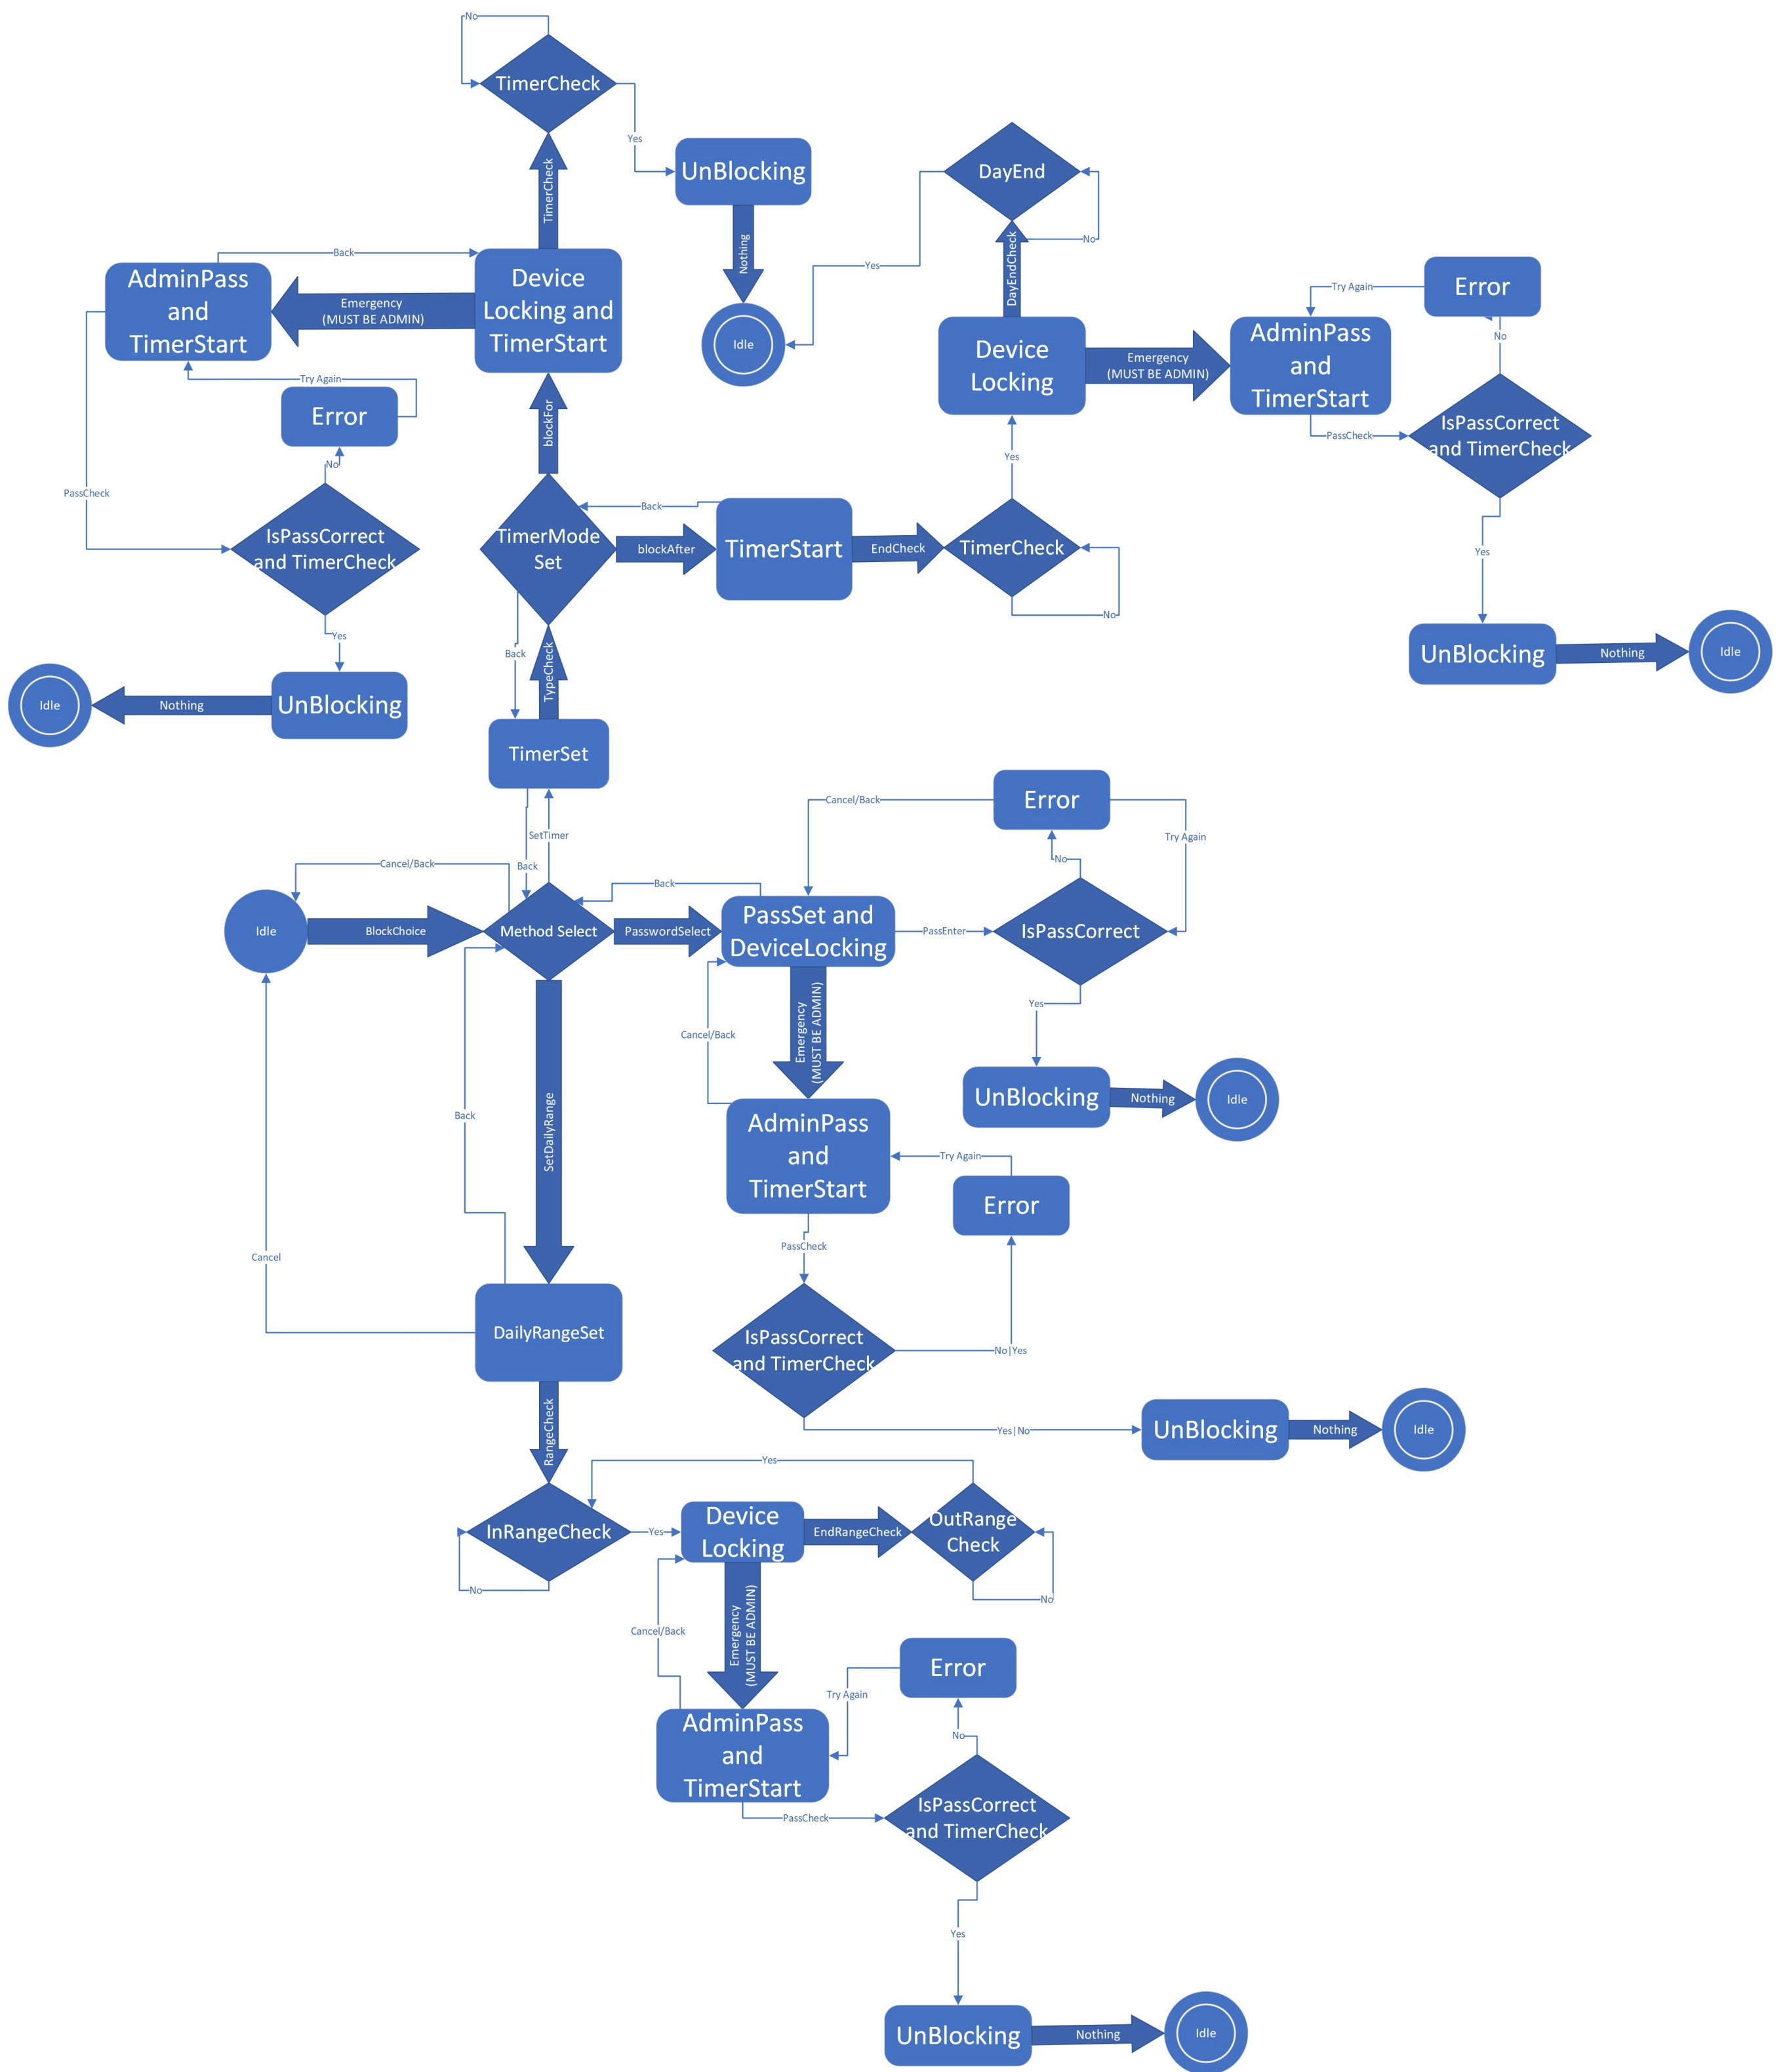 No
TimerCheck
Yes
TimerCheck
UnBlocking
Nothing
Idle
DayEnd
No
Yes
DayEndCheck
Back
AdminPass
and
TimerStart
Emergency
(MUST BE ADMIN)
Device
Locking and
TimerStart
Try Again
Error
No
PassCheck
IsPassCorrect
and TimerCheck
Yes
UnBlocking
Nothing
Idle
blockFor
TimerMode
Set
Back
blockAfter
TimerStart
EndCheck
TimerCheck
No
Yes
Device
Locking
Emergency
(MUST BE ADMIN)
AdminPass
and
TimerStart
Try Again
Error
No
PassCheck
IsPassCorrect
and TimerCheck
Yes
UnBlocking
Nothing
Idle
Back
TypeCheck
TimerSet
SetTimer
Back
Cancel/Back
Idle
BlockChoice
Method Select
Back
PasswordSelect
PassSet and
DeviceLocking
PassEnter
IsPassCorrect
Cancel/Back
Error
Try Again
No
Yes
UnBlocking
Nothing
Idle
Cancel/Back
Emergency
(MUST BE ADMIN)
AdminPass
and
TimerStart
Try Again
Error
PassCheck
IsPassCorrect
and TimerCheck
No|Yes
Yes|No
UnBlocking
Nothing
Idle
Back
SetDailyRange
Cancel
DailyRangeSet
RangeCheck
Yes
InRangeCheck
No
Yes
Device
Locking
EndRangeCheck
OutRange
Check
No
Cancel/Back
Emergency
(MUST BE ADMIN)
AdminPass
and
TimerStart
Try Again
Error
No
PassCheck
IsPassCorrect
and TimerCheck
Yes
UnBlocking
Nothing
Idle